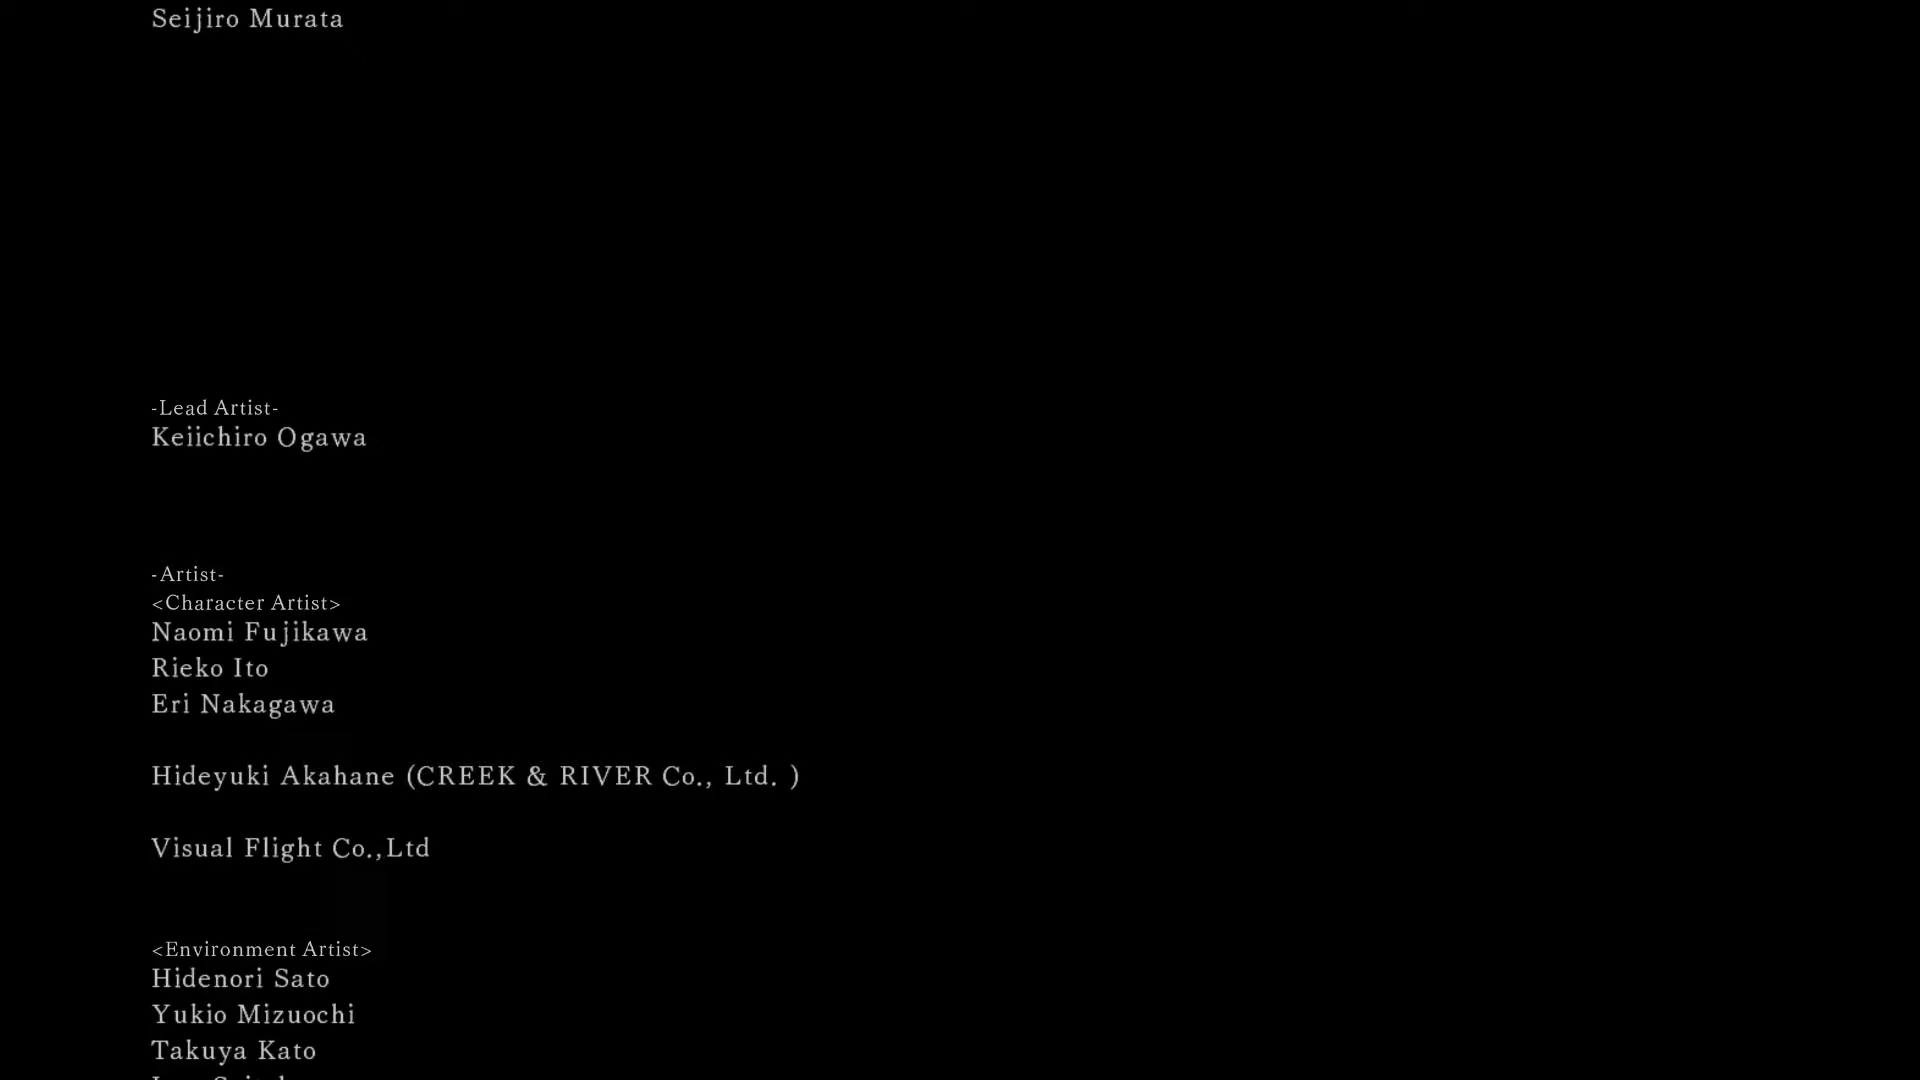 Seijiro Murata
-Lead Artist-
Keiichiro Ogawa
-Artist-
<Character Artist>
Naomi Fujikawa
Rieko Ito
Eri Nakagawa
Hideyuki Akahane (CREEK & RIVER Co., Ltd. )
Visual Flight Co.,Ltd
<Environment Artist>
Hidenori Sato
Yukio Mizuochi
Takuya Kato